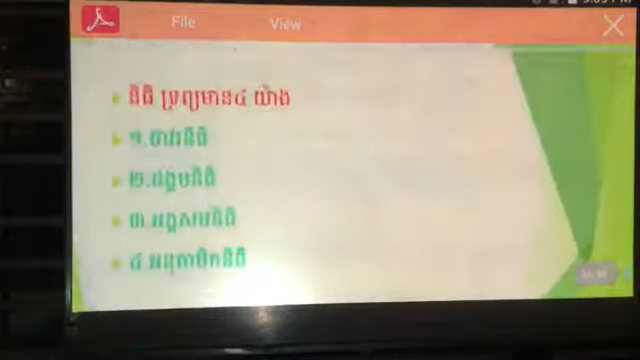 File View
និធិ ទ្រព្យមាន៤ យ៉ាង
១.ថាវរនិធិ
២.ជង្គមនិធិ
៣.អង្គសមនិធិ
៤.អនុគាមិកនិធិ